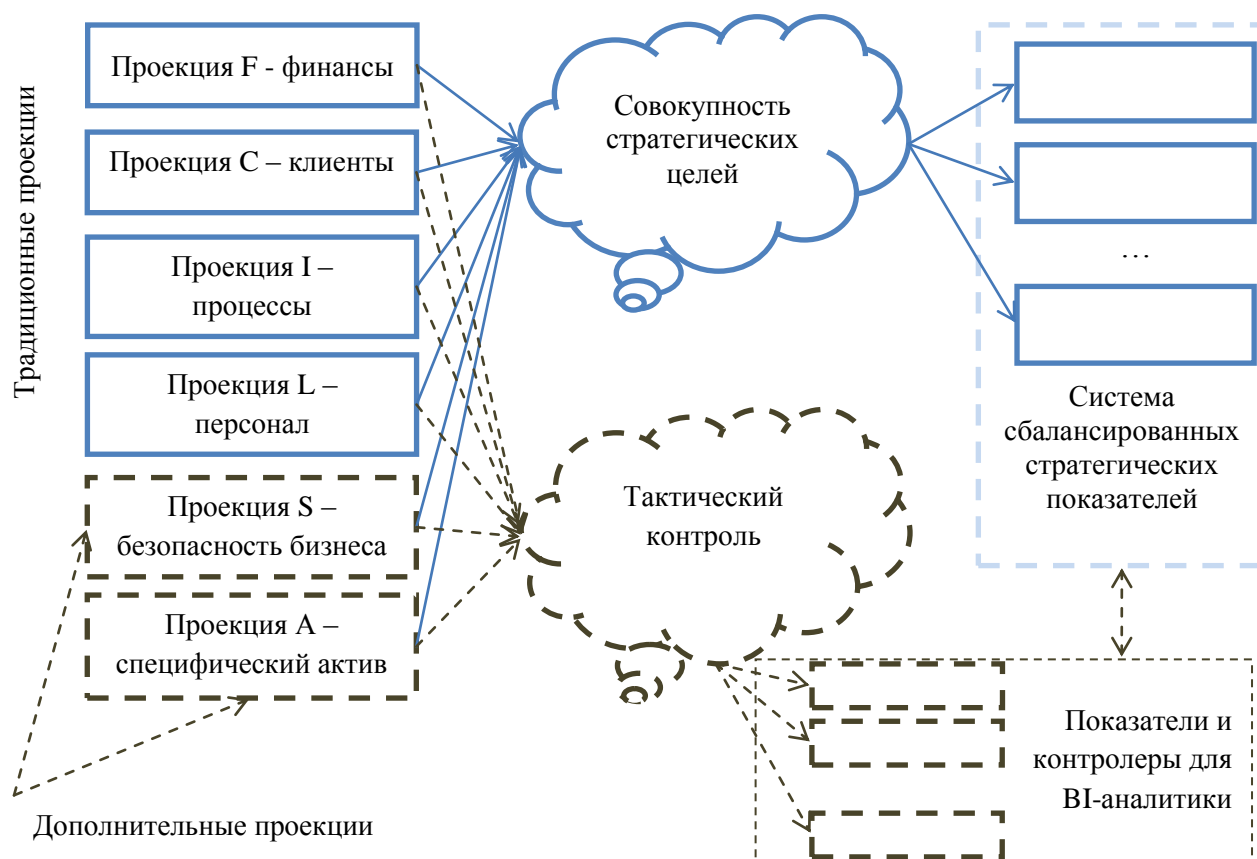 Традиционные проекции
Проекция F - финансы
Проекция C – клиенты
Проекция I –
процессы
Проекция L –
персонал
Проекция S –
безопасность бизнеса
Проекция A –
специфический актив
Дополнительные проекции
Совокупность
стратегических
целей
Тактический
контроль
…
Система
сбалансированных
стратегических
показателей
Показатели и
контролеры для
BI-аналитики